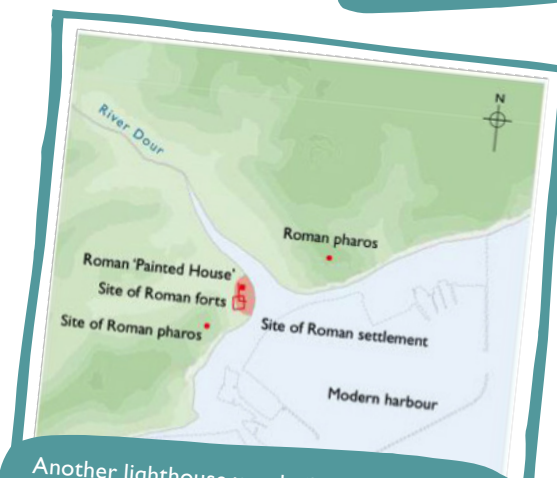 N
River Dour
Roman pharos
Roman 'Painted House'
Site of Roman forts
Site of Roman pharos
Site of Roman settlement
Modern harbour
Another lighthouse